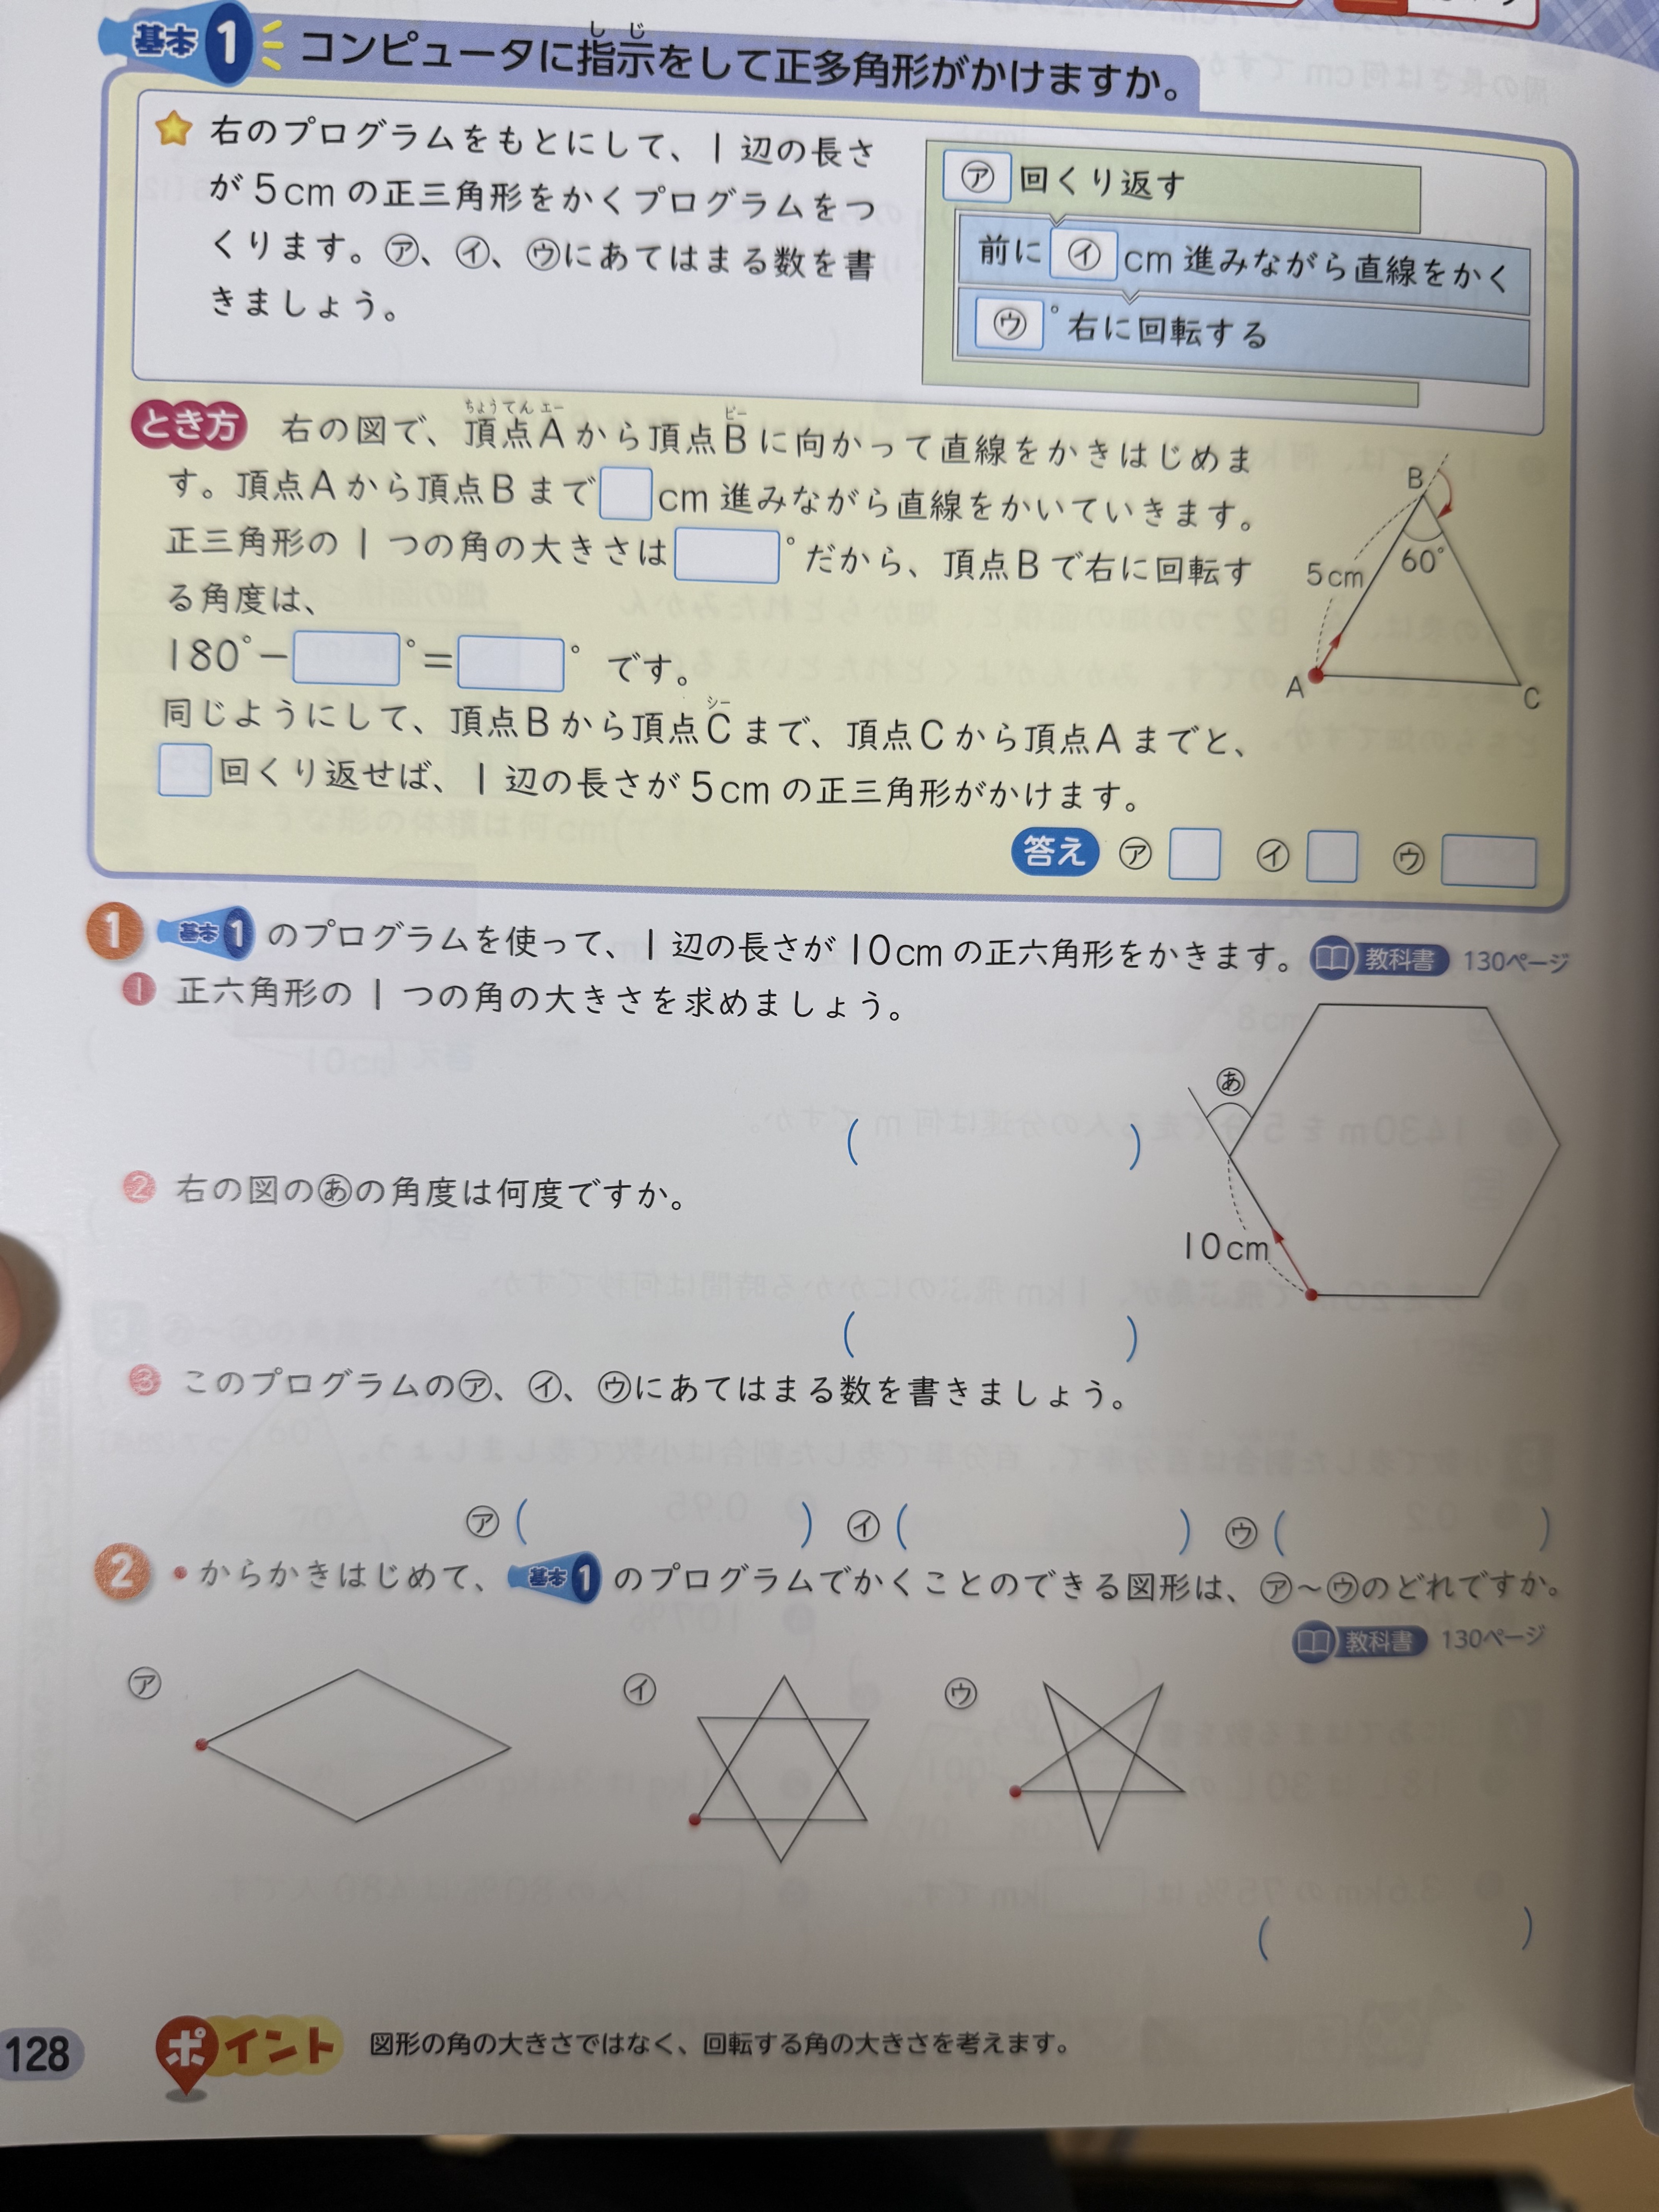 基本1 コンピュータに指示をして正多角形がかけますか。
しじ
右のプログラムをもとにして、1辺の長さ
が5cmの正三角形をかくプログラムをつ
くります。㋐、㋑、㋒にあてはまる数を書
きましょう。
㋐回くり返す
前に㋑cm進みながら直線をかく
㋒°右に回転する
とき方 右の図で、頂点Aから頂点Bに向かって直線をかきはじめま
ちょうてん エー ビー
す。頂点Aから頂点Bまで□cm進みながら直線をかいていきます。
正三角形の1つの角の大きさは□°だから、頂点Bで右に回転す
る角度は、
180°−□°=□°です。
同じようにして、頂点Bから頂点Cまで、頂点Cから頂点Aまでと、
シー
□回くり返せば、1辺の長さが5cmの正三角形がかけます。
B
60°
5cm
A
C
答え ㋐□ ㋑□ ㋒□
1 基本1のプログラムを使って、1辺の長さが10cmの正六角形をかきます。 教科書 130ページ
1 正六角形の1つの角の大きさを求めましょう。
( )
2 右の図のあの角度は何度ですか。
( )
あ
10cm
3 このプログラムの㋐、㋑、㋒にあてはまる数を書きましょう。
㋐( ) ㋑( ) ㋒( )
2 •からかきはじめて、基本1のプログラムでかくことのできる図形は、㋐~㋒のどれですか。
教科書 130ページ
㋐ ㋑ ㋒
( )
128 ポイント 図形の角の大きさではなく、回転する角の大きさを考えます。